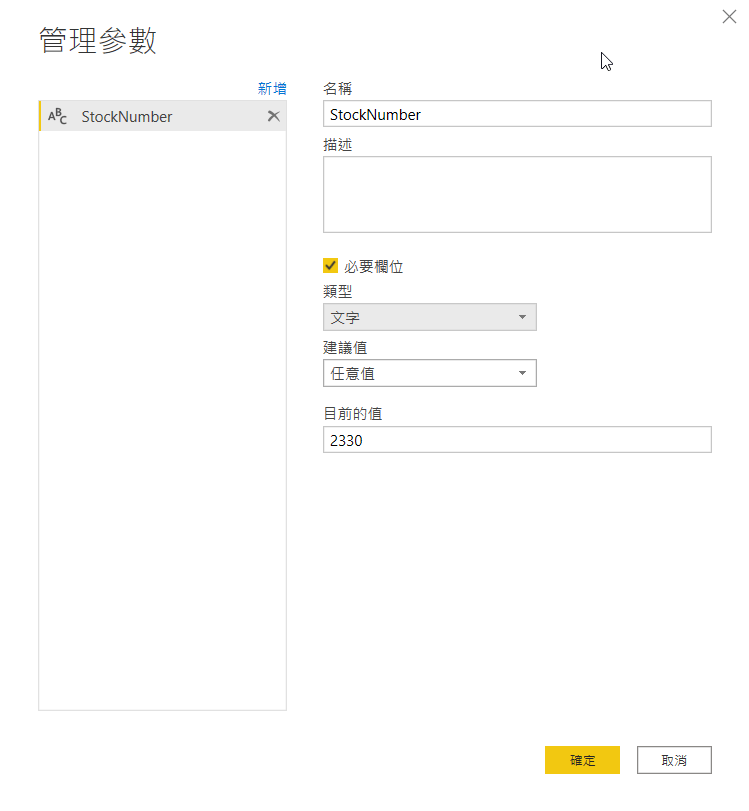 管理參數
新增
ABC StockNumber
名稱
StockNumber
描述
必要欄位
類型
文字
建議值
任意值
目前的值
2330
確定
取消